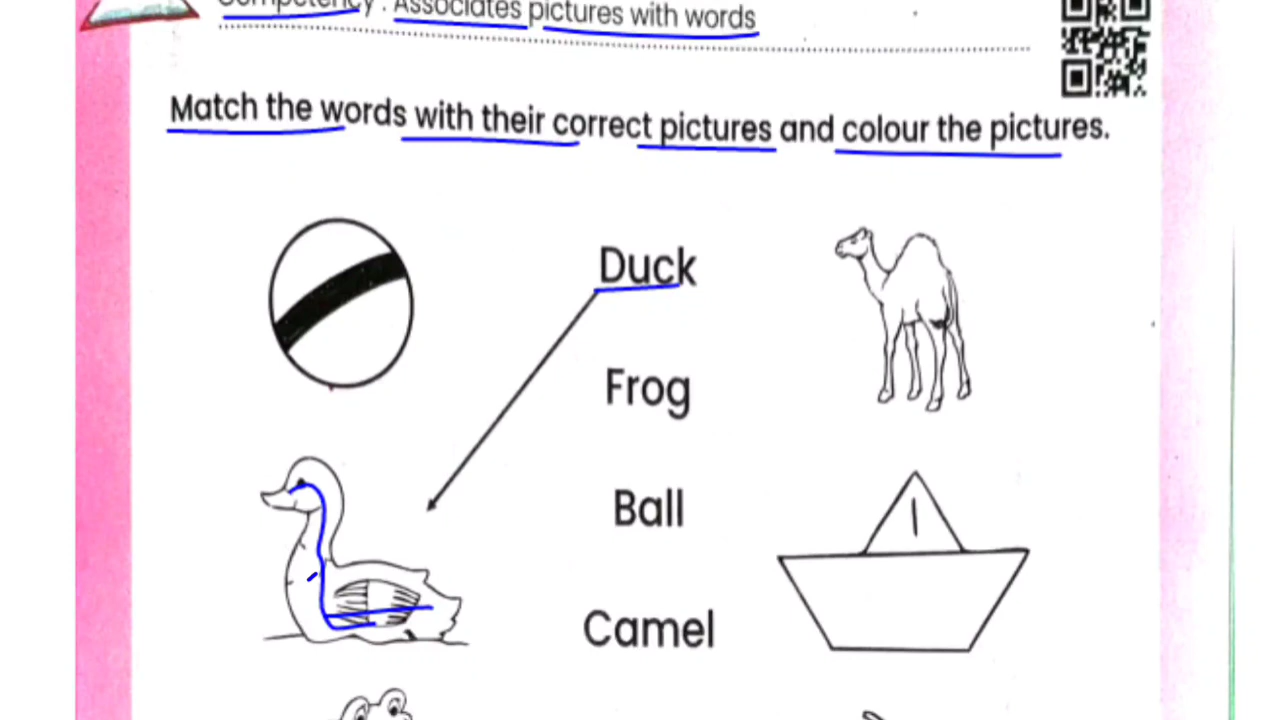 Competency : Associates pictures with words
Match the words with their correct pictures and colour the pictures.
Duck
Frog
Ball
Camel